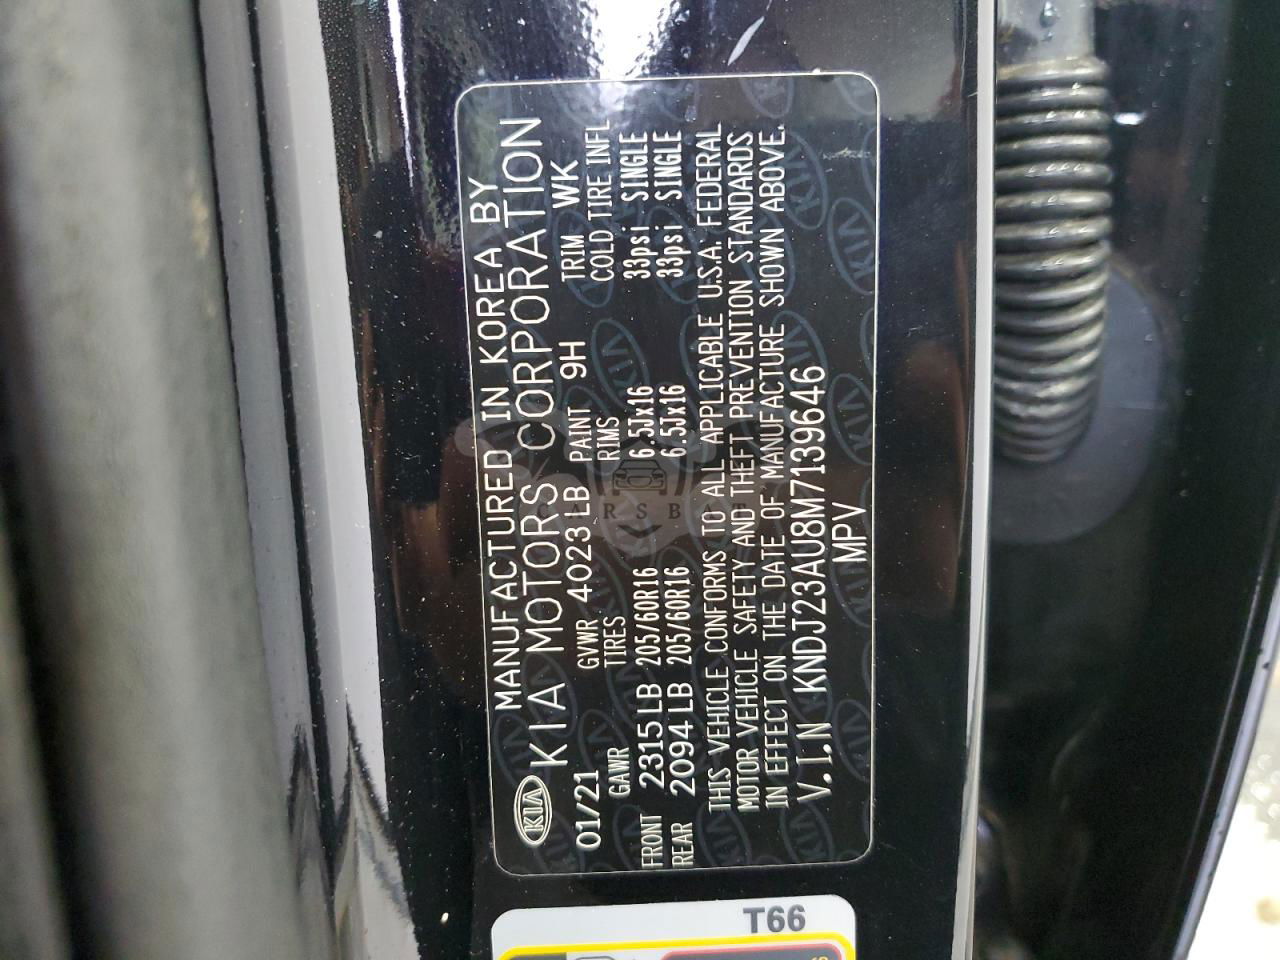 MANUFACTURED IN KOREA BY
KIA KIA MOTORS CORPORATION
01/21 GVWR 4023 LB PAINT 9H TRIM WK
GAWR TIRES RIMS COLD TIRE INFL
FRONT 2315 LB 205/60R16 6.5Jx16 33psi SINGLE
REAR 2094 LB 205/60R16 6.5Jx16 33psi SINGLE
THIS VEHICLE CONFORMS TO ALL APPLICABLE U.S.A. FEDERAL
MOTOR VEHICLE SAFETY AND THEFT PREVENTION STANDARDS
IN EFFECT ON THE DATE OF MANUFACTURE SHOWN ABOVE.
V.I.N KNDJ23AU8M7139646
MPV
T66